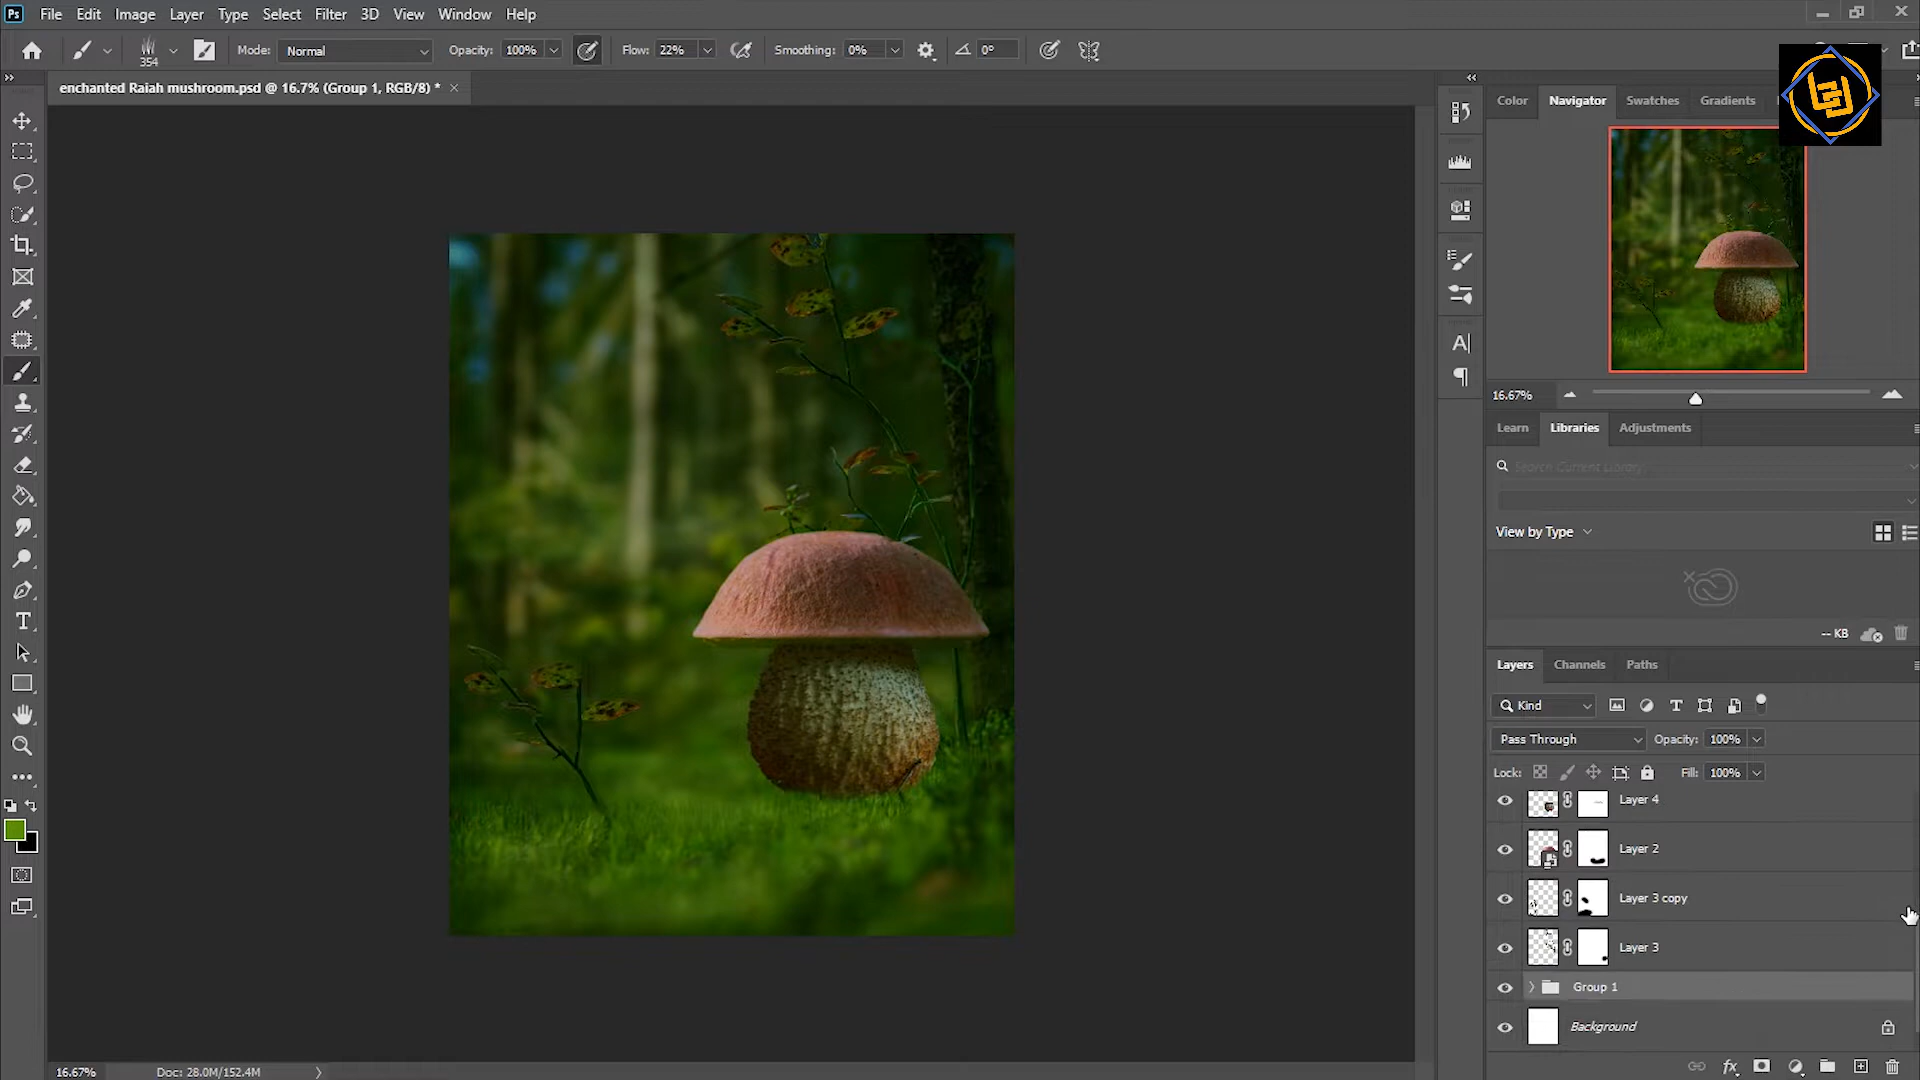 Ps File Edit Image Layer Type Select Filter 3D View Window Help
354 Mode: Normal Opacity: 100% Flow: 22% Smoothing: 0% 0°
enchanted Raiah mushroom.psd @ 16.7% (Group 1, RGB/8) *
Color Navigator Swatches Gradients
16.67%
Learn Libraries Adjustments
Search Current Library
View by Type
-- KB
Layers Channels Paths
Kind
Pass Through Opacity: 100%
Lock: Fill: 100%
Layer 4
Layer 2
Layer 3 copy
Layer 3
Group 1
Background
fx
16.67% Doc: 28.0M/152.4M